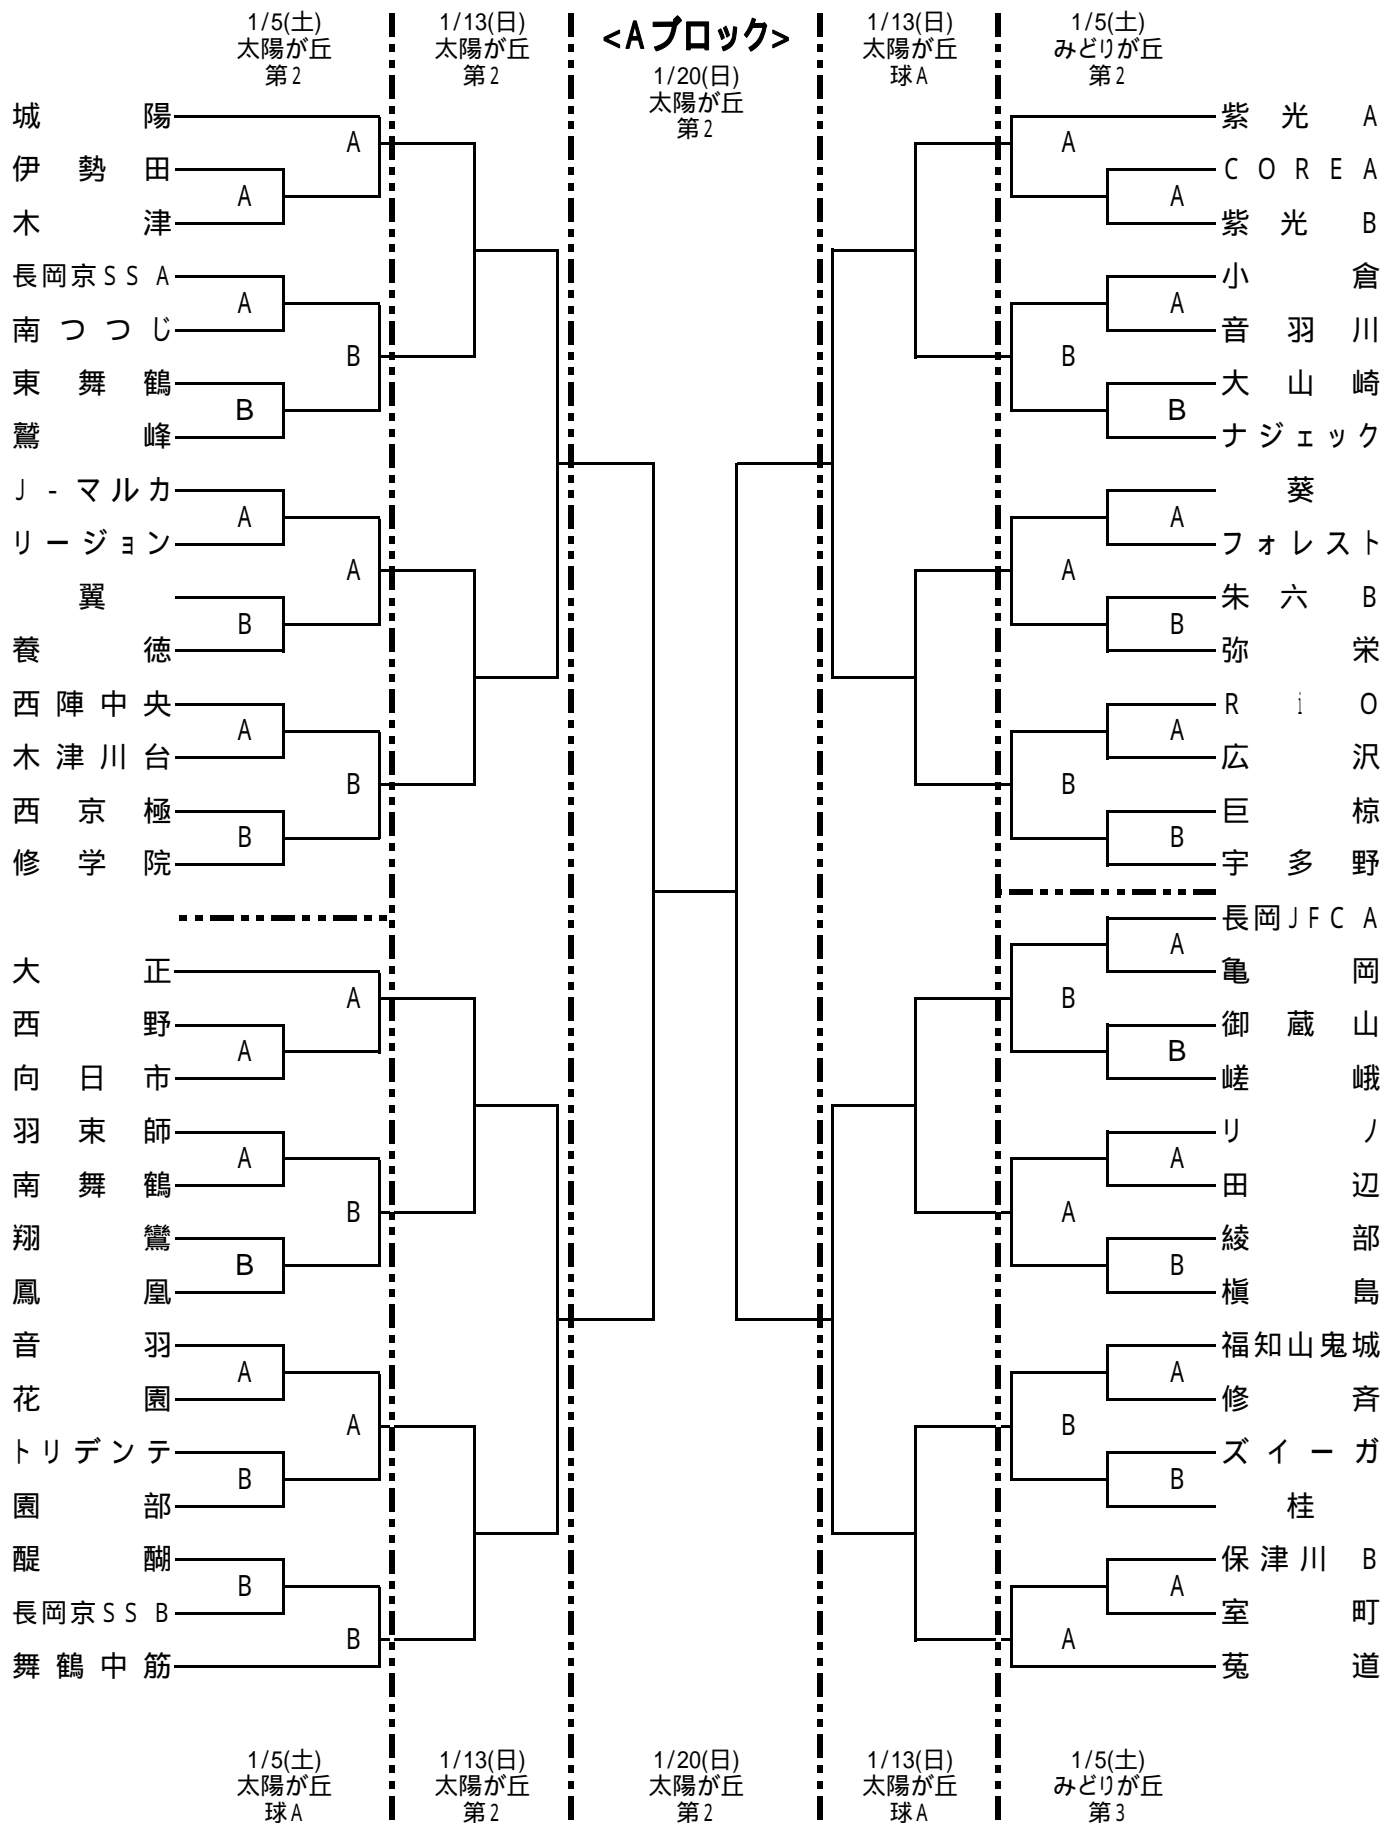 <Aブロック>
1/5(土)
太陽が丘
第2
1/13(日)
太陽が丘
第2
1/20(日)
太陽が丘
第2
1/13(日)
太陽が丘
球A
1/5(土)
みどりが丘
第2
城陽
A
伊勢田
A
木津
長岡京SS A
A
南つつじ
B
東舞鶴
B
鷲峰
J-マルカ
A
リージョン
A
翼
B
養徳
西陣中央
A
木津川台
B
西京極
B
修学院
大正
A
西野
A
向日市
羽束師
A
南舞鶴
B
翔鸞
B
鳳凰
音羽
A
花園
A
トリデンテ
B
園部
醍醐
B
長岡京SS B
B
舞鶴中筋
紫光 A
A
COREA
A
紫光 B
小倉
A
音羽川
B
大山崎
B
ナジェック
葵
A
フォレスト
A
朱六 B
B
弥栄
RiO
A
広沢
B
巨椋
B
宇多野
長岡JFC A
A
亀岡
B
御蔵山
B
嵯峨
リノ
A
田辺
A
綾部
B
槇島
福知山鬼城
A
修斉
B
ズイーガ
B
桂
保津川 B
A
室町
A
菟道
1/5(土)
太陽が丘
球A
1/13(日)
太陽が丘
第2
1/20(日)
太陽が丘
第2
1/13(日)
太陽が丘
球A
1/5(土)
みどりが丘
第3